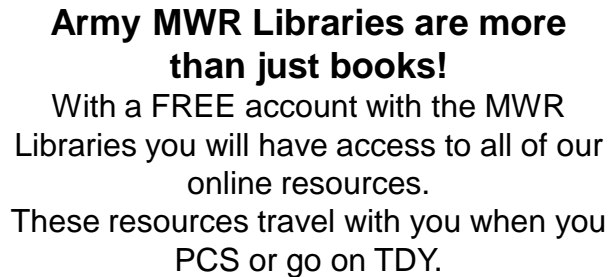 Army MWR Libraries are more
than just books!
With a FREE account with the MWR
Libraries you will have access to all of our
online resources.
These resources travel with you when you
PCS or go on TDY.